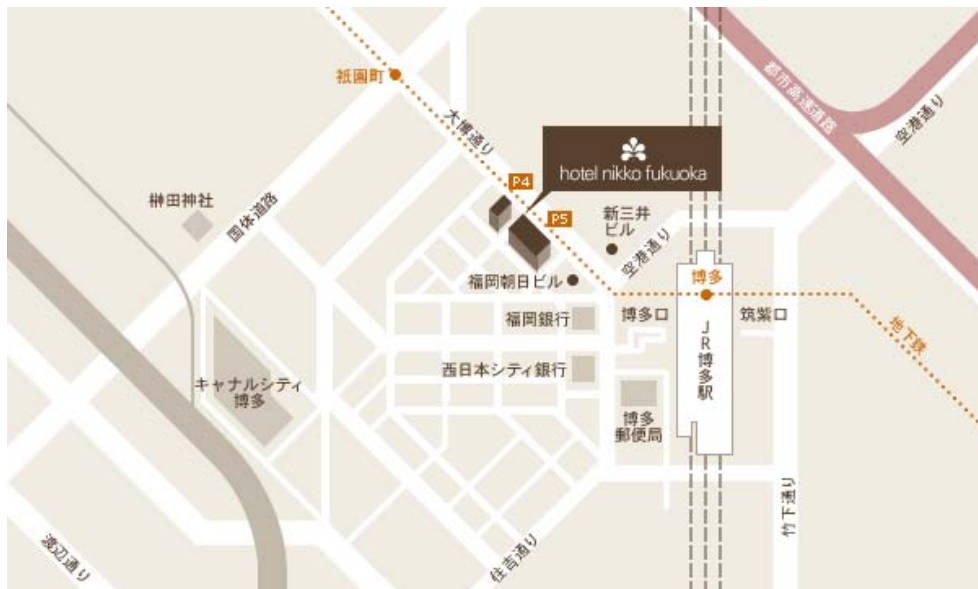 祇園町
大博通り
都市高速道路
空港通り
hotel nikko fukuoka
P4
P5
榊田神社
国体道路
新三井
ビル
空港通り
福岡朝日ビル
博多
福岡銀行
博多口
筑紫口
地下鉄
JR博多駅
西日本シティ銀行
キャナルシティ
博多
博多
郵便局
竹下通り
住吉通り
渡辺通り